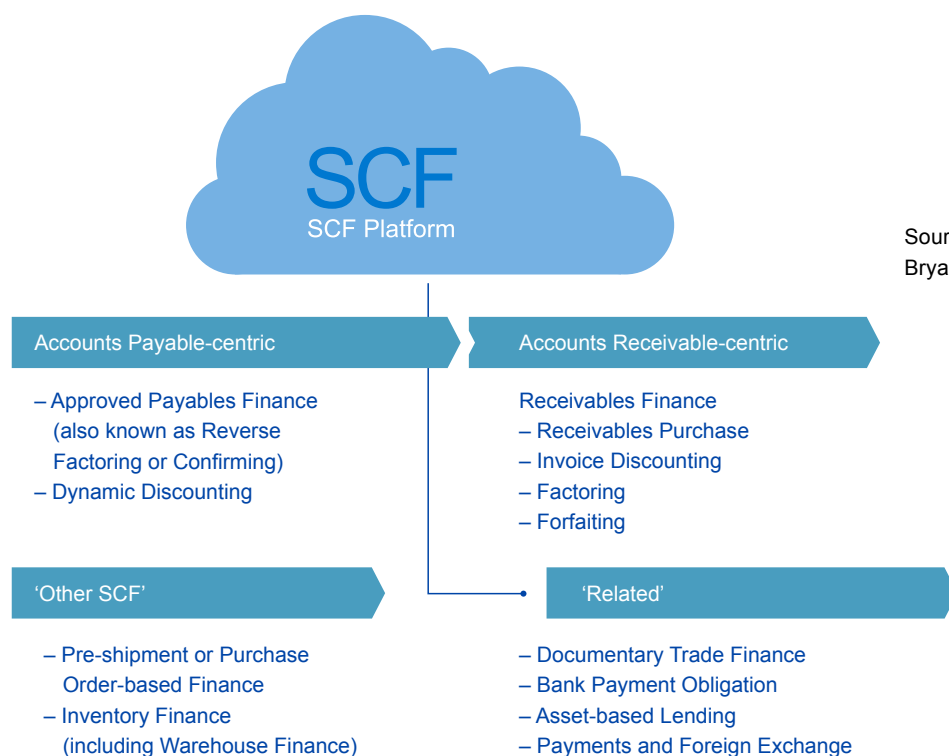 SCF
SCF Platform
Accounts Payable-centric
– Approved Payables Finance
(also known as Reverse
Factoring or Confirming)
– Dynamic Discounting
Accounts Receivable-centric
Receivables Finance
– Receivables Purchase
– Invoice Discounting
– Factoring
– Forfaiting
‘Other SCF’
– Pre-shipment or Purchase
Order-based Finance
– Inventory Finance
(including Warehouse Finance)
‘Related’
– Documentary Trade Finance
– Bank Payment Obligation
– Asset-based Lending
– Payments and Foreign Exchange